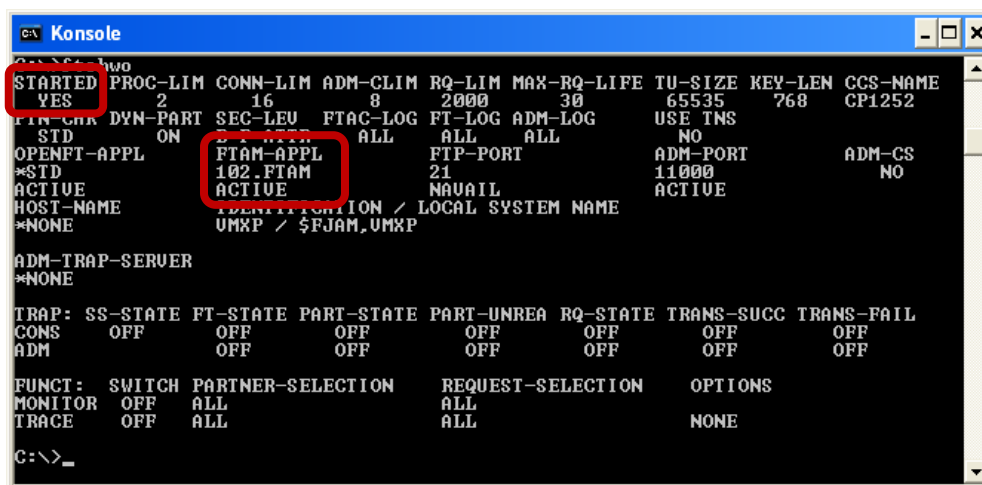 Konsole
C:\>ftshwo
STARTED PROC-LIM CONN-LIM ADM-CLIM RQ-LIM MAX-RQ-LIFE TU-SIZE KEY-LEN CCS-NAME
YES 2 16 8 2000 30 65535 768 CP1252
PTN-CHK DYN-PART SEC-LEV FTAC-LOG FT-LOG ADM-LOG USE TNS
STD ON B-P-ATTR ALL ALL ALL NO
OPENFT-APPL FTAM-APPL FTP-PORT ADM-PORT ADM-CS
*STD 102.FTAM 21 11000 NO
ACTIVE ACTIVE NAVAIL ACTIVE
HOST-NAME IDENTIFICATION / LOCAL SYSTEM NAME
*NONE VMXP / $FJAM,VMXP
ADM-TRAP-SERVER
*NONE
TRAP: SS-STATE FT-STATE PART-STATE PART-UNREA RQ-STATE TRANS-SUCC TRANS-FAIL
CONS OFF OFF OFF OFF OFF OFF OFF
ADM OFF OFF OFF OFF OFF OFF
FUNCT: SWITCH PARTNER-SELECTION REQUEST-SELECTION OPTIONS
MONITOR OFF ALL ALL
TRACE OFF ALL ALL NONE
C:\>_